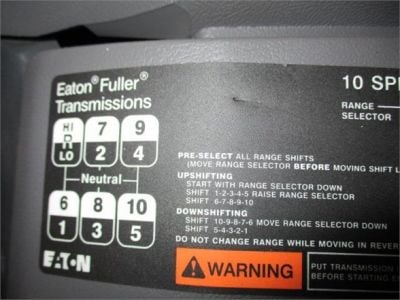 Eaton® Fuller®
Transmissions
10 SP
RANGE
SELECTOR
HI 7 9
R
LO 2 4
Neutral
6 8 10
1 3 5
PRE-SELECT ALL RANGE SHIFTS
(MOVE RANGE SELECTOR BEFORE MOVING SHIFT L
UPSHIFTING
START WITH RANGE SELECTOR DOWN
SHIFT 1-2-3-4-5 RAISE RANGE SELECTOR
SHIFT 6-7-8-9-10
DOWNSHIFTING
SHIFT 10-9-8-7-6 MOVE RANGE SELECTOR DOWN
SHIFT 5-4-3-2-1
DO NOT CHANGE RANGE WHILE MOVING IN REVER
EATON
WARNING
PUT TRANSMISSION
BEFORE STARTING E